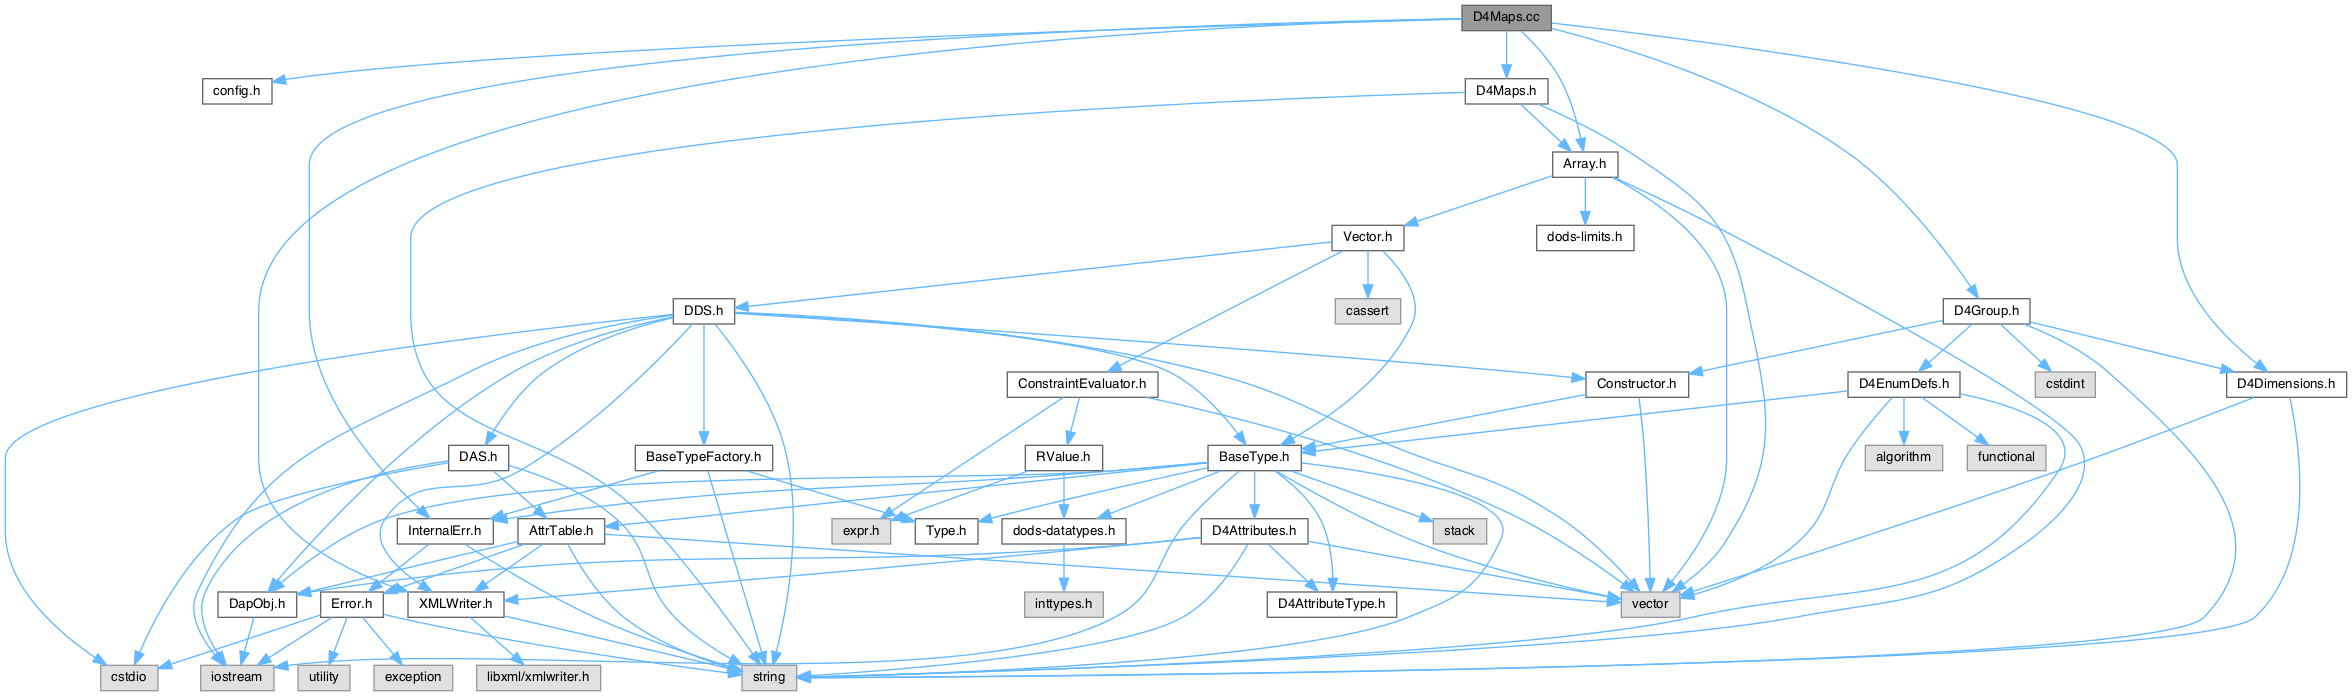 D4Maps.cc
config.h
D4Maps.h
Array.h
Vector.h
dods-limits.h
DDS.h
cassert
D4Group.h
ConstraintEvaluator.h
Constructor.h
D4EnumDefs.h
cstdint
D4Dimensions.h
DAS.h
BaseTypeFactory.h
RValue.h
BaseType.h
algorithm
functional
InternalErr.h
AttrTable.h
expr.h
Type.h
dods-datatypes.h
D4Attributes.h
stack
DapObj.h
Error.h
XMLWriter.h
inttypes.h
D4AttributeType.h
vector
cstdio
iostream
utility
exception
libxml/xmlwriter.h
string